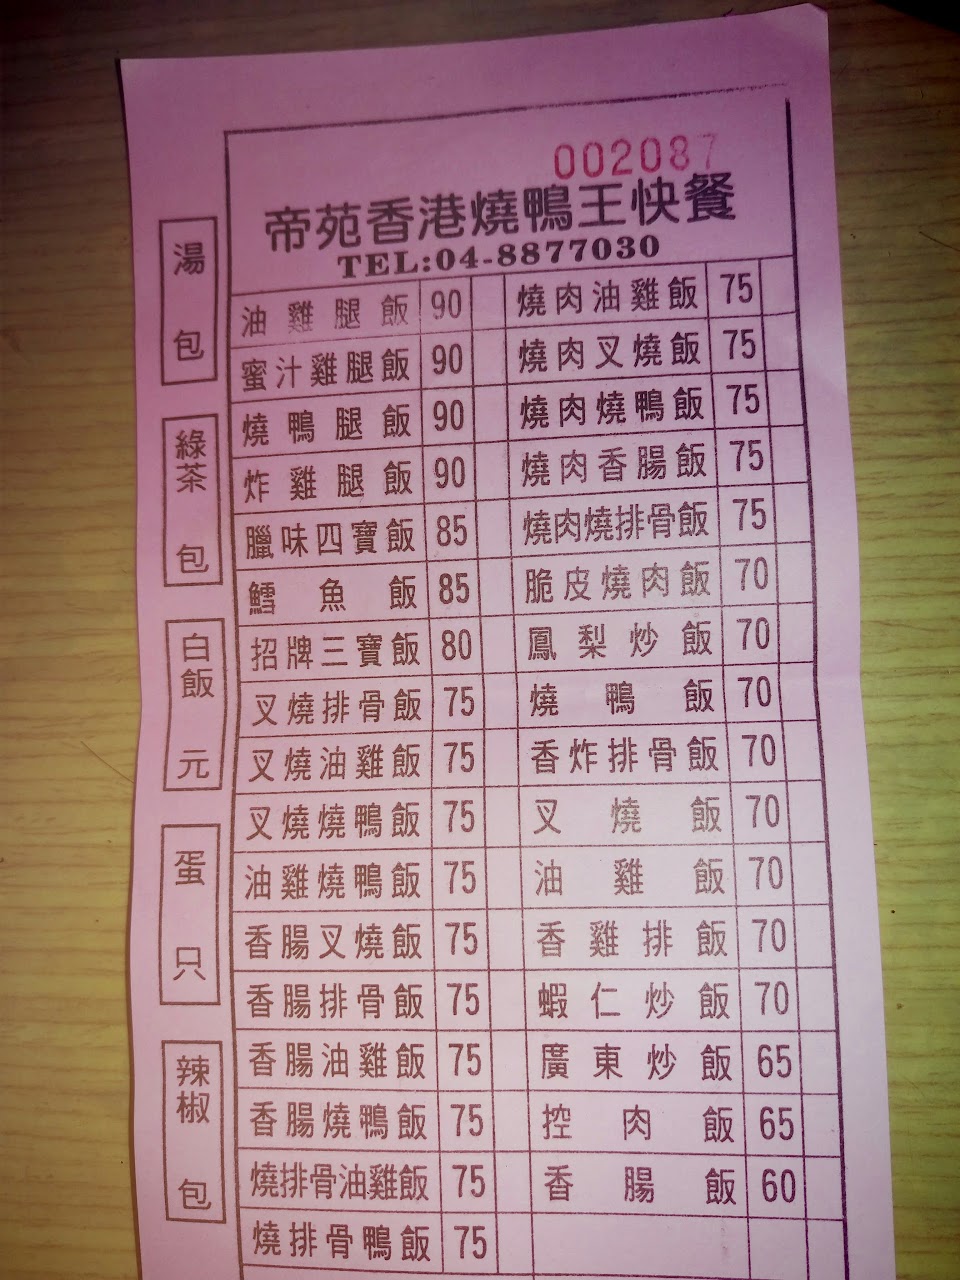 002087
帝苑香港燒鴨王快餐
TEL:04-8877030
湯 包
綠茶 包
白飯 元
蛋 只
辣椒 包
油雞腿飯 90
蜜汁雞腿飯 90
燒鴨腿飯 90
炸雞腿飯 90
臘味四寶飯 85
鱈魚飯 85
招牌三寶飯 80
叉燒排骨飯 75
叉燒油雞飯 75
叉燒燒鴨飯 75
油雞燒鴨飯 75
香腸叉燒飯 75
香腸排骨飯 75
香腸油雞飯 75
香腸燒鴨飯 75
燒排骨油雞飯 75
燒排骨鴨飯 75
燒肉油雞飯 75
燒肉叉燒飯 75
燒肉燒鴨飯 75
燒肉香腸飯 75
燒肉燒排骨飯 75
脆皮燒肉飯 70
鳳梨炒飯 70
燒鴨飯 70
香炸排骨飯 70
叉燒飯 70
油雞飯 70
香雞排飯 70
蝦仁炒飯 70
廣東炒飯 65
控肉飯 65
香腸飯 60